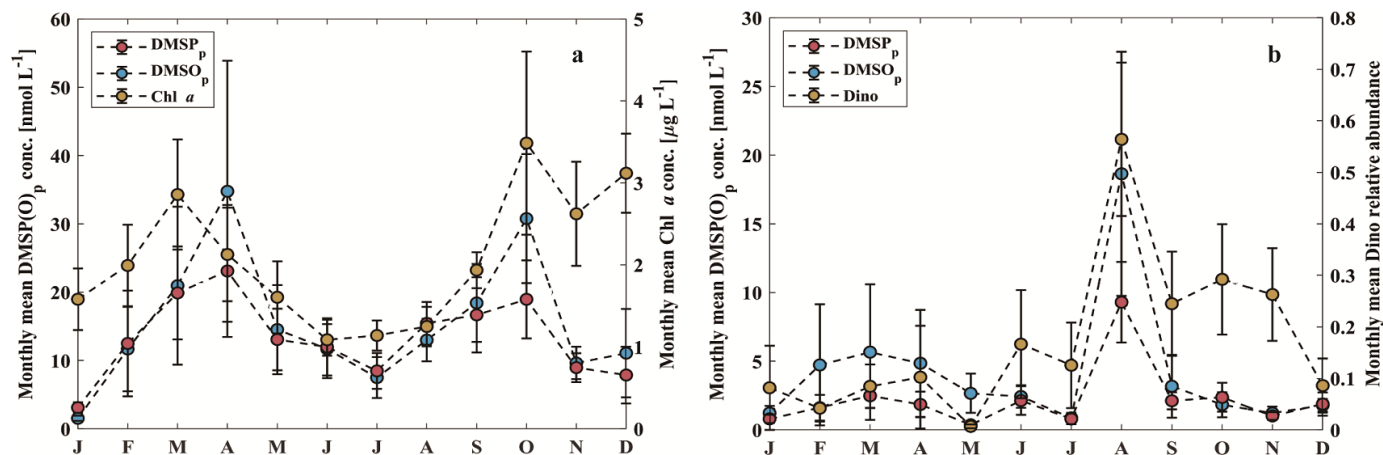 Monthly mean DMSP(O)p conc. [nmol L-1]
60
50
40
30
20
10
0
DMSPp
DMSOp
Chl a
a
5
4
3
2
1
0
Monthly mean Chl a conc. [µg L-1]
J F M A M J J A S O N D
Monthly mean DMSP(O)p conc. [nmol L-1]
30
25
20
15
10
5
0
DMSPp
DMSOp
Dino
b
0.8
0.7
0.6
0.5
0.4
0.3
0.2
0.1
0
Monthly mean Dino relative abundance
J F M A M J J A S O N D